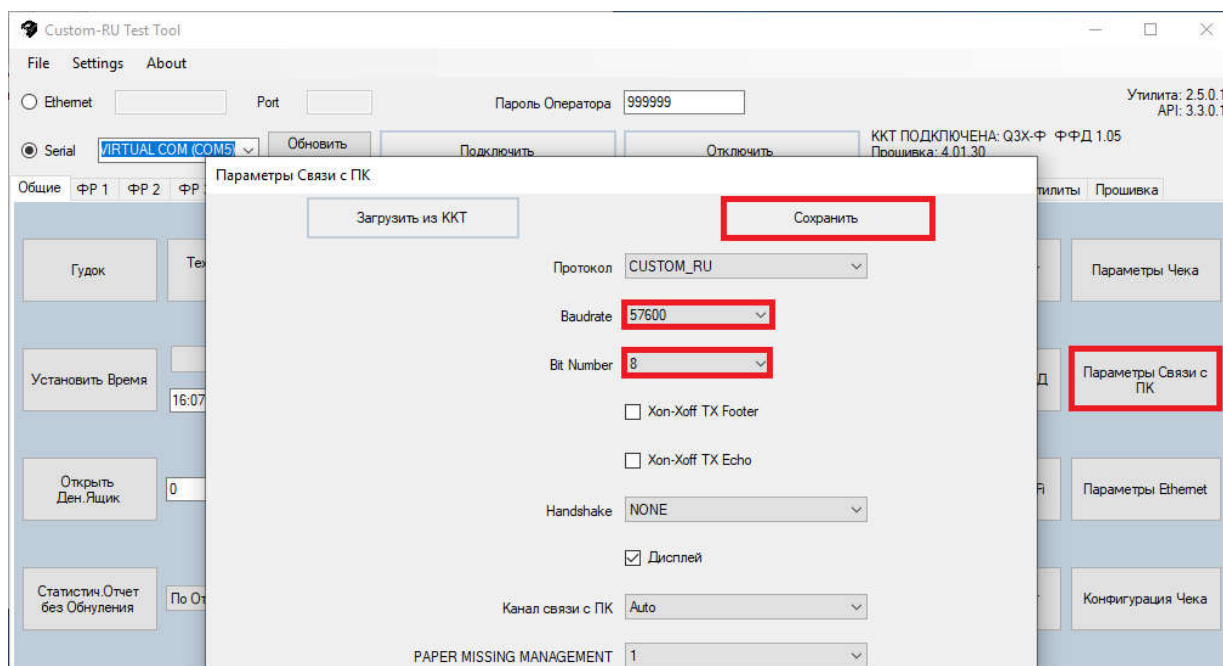 Custom-RU Test Tool
File Settings About
Ethernet Port Пароль Оператора 999999 Утилита: 2.5.0.1
API: 3.3.0.1
Serial VIRTUAL COM (COM5) Обновить Подключить Отключить ККТ ПОДКЛЮЧЕНА: Q3X-Ф ФФД 1.05
Прошивка: 4.01.30
Общие ФР 1 ФР 2 ФР Прошивка
Параметры Связи с ПК
Загрузить из ККТ Сохранить
Гудок Параметры Чека
Протокол CUSTOM_RU
Baudrate 57600
Bit Number 8
Установить Время 16:07 Параметры Связи с
ПК
Xon-Xoff TX Footer
Xon-Xoff TX Echo
Открыть
Ден.Ящик 0 Параметры Ethernet
Handshake NONE
Дисплей
Статистич.Отчет
без Обнуления Конфигурация Чека
Канал связи с ПК Auto
PAPER MISSING MANAGEMENT 1